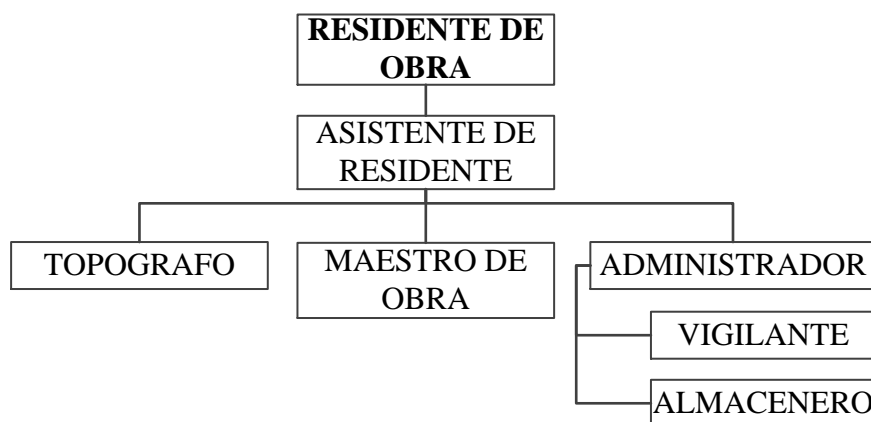 RESIDENTE DE
OBRA
ASISTENTE DE
RESIDENTE
TOPOGRAFO
MAESTRO DE
OBRA
ADMINISTRADOR
VIGILANTE
ALMACENERO